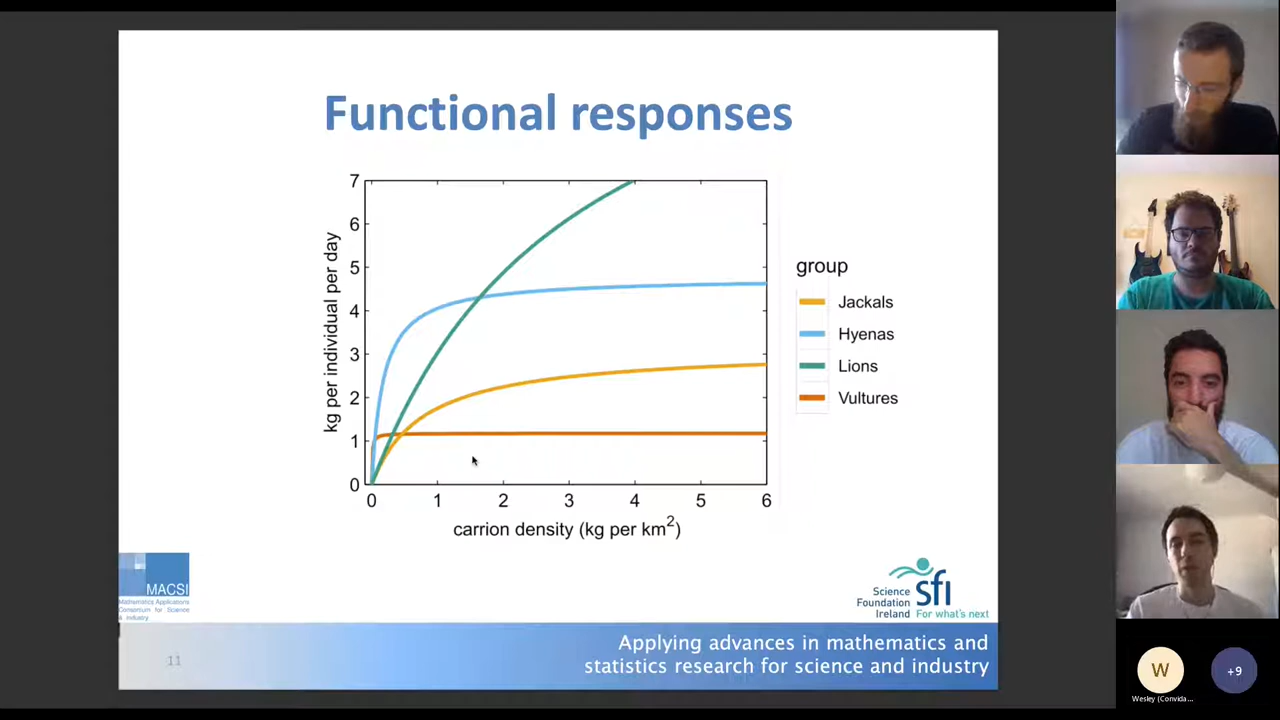 Functional responses
7
6
5
4
3
2
1
0
kg per individual per day
0 1 2 3 4 5 6
carrion density (kg per km2)
group
Jackals
Hyenas
Lions
Vultures
MACSI
Mathematics Applications
Consortium for Science
& Industry
Science
Foundation
Ireland
sfi
For what's next
Applying advances in mathematics and
statistics research for science and industry
11
W
Wesley (Convida...
+9